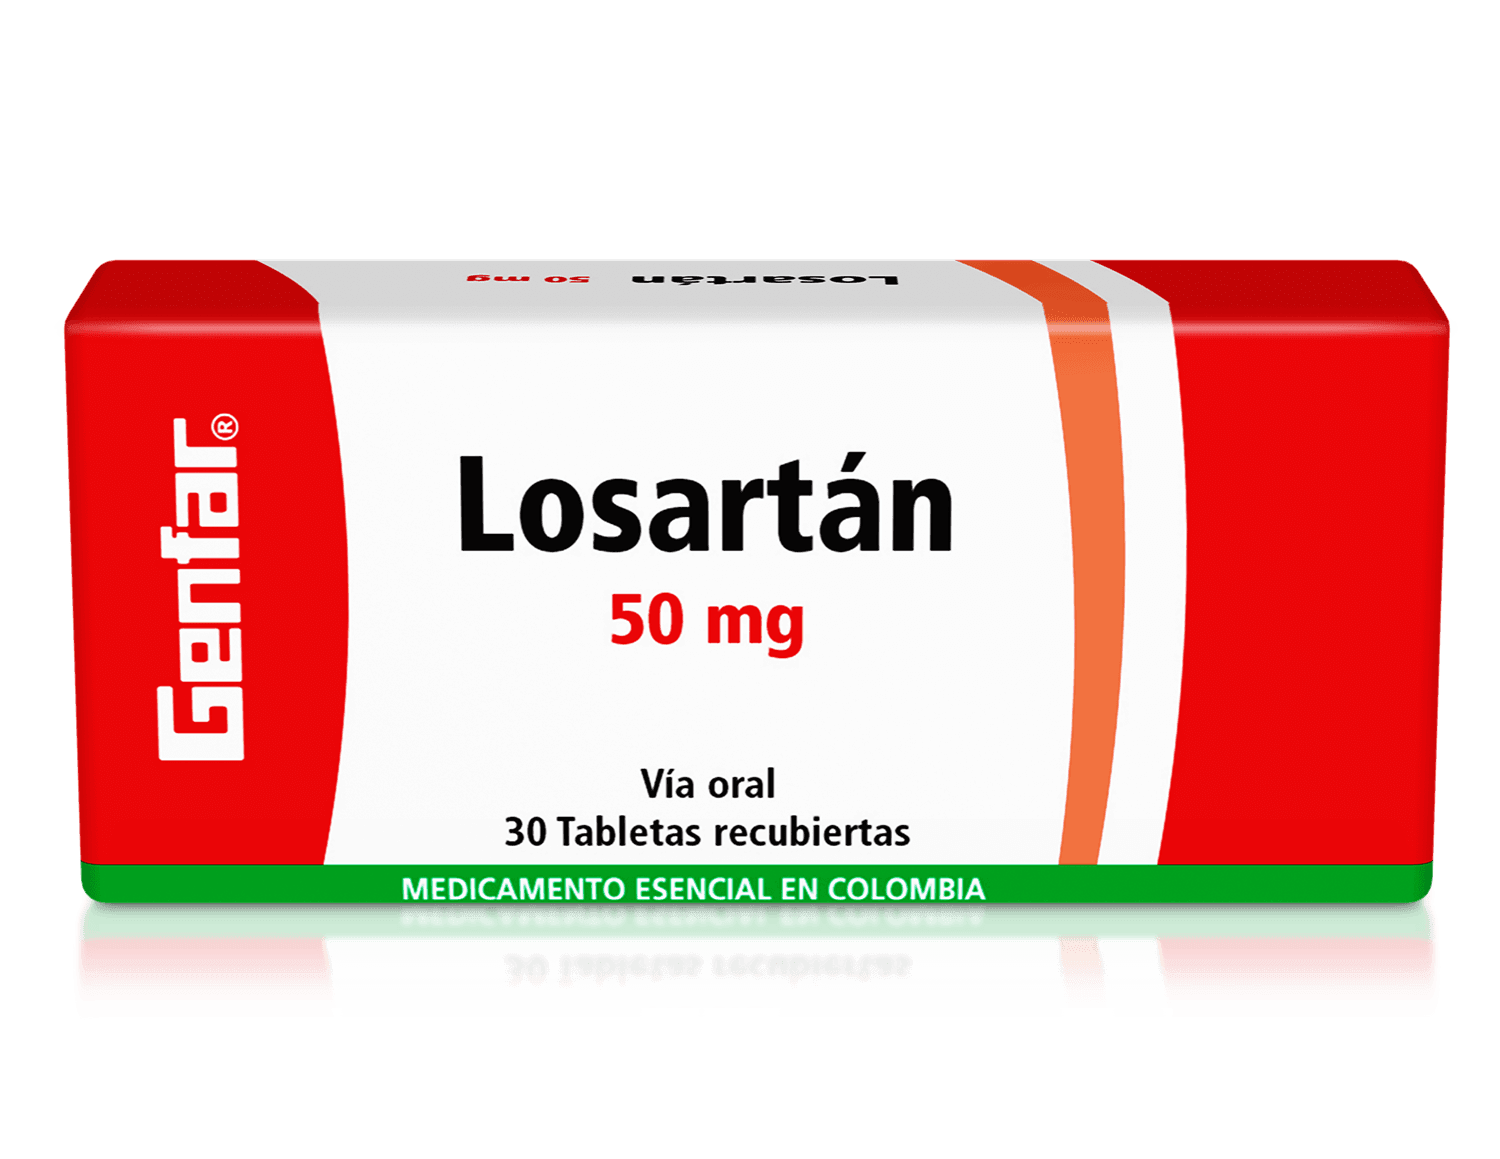 Losartán 50 mg
Genfar®
Losartán
50 mg
Vía oral
30 Tabletas recubiertas
MEDICAMENTO ESENCIAL EN COLOMBIA